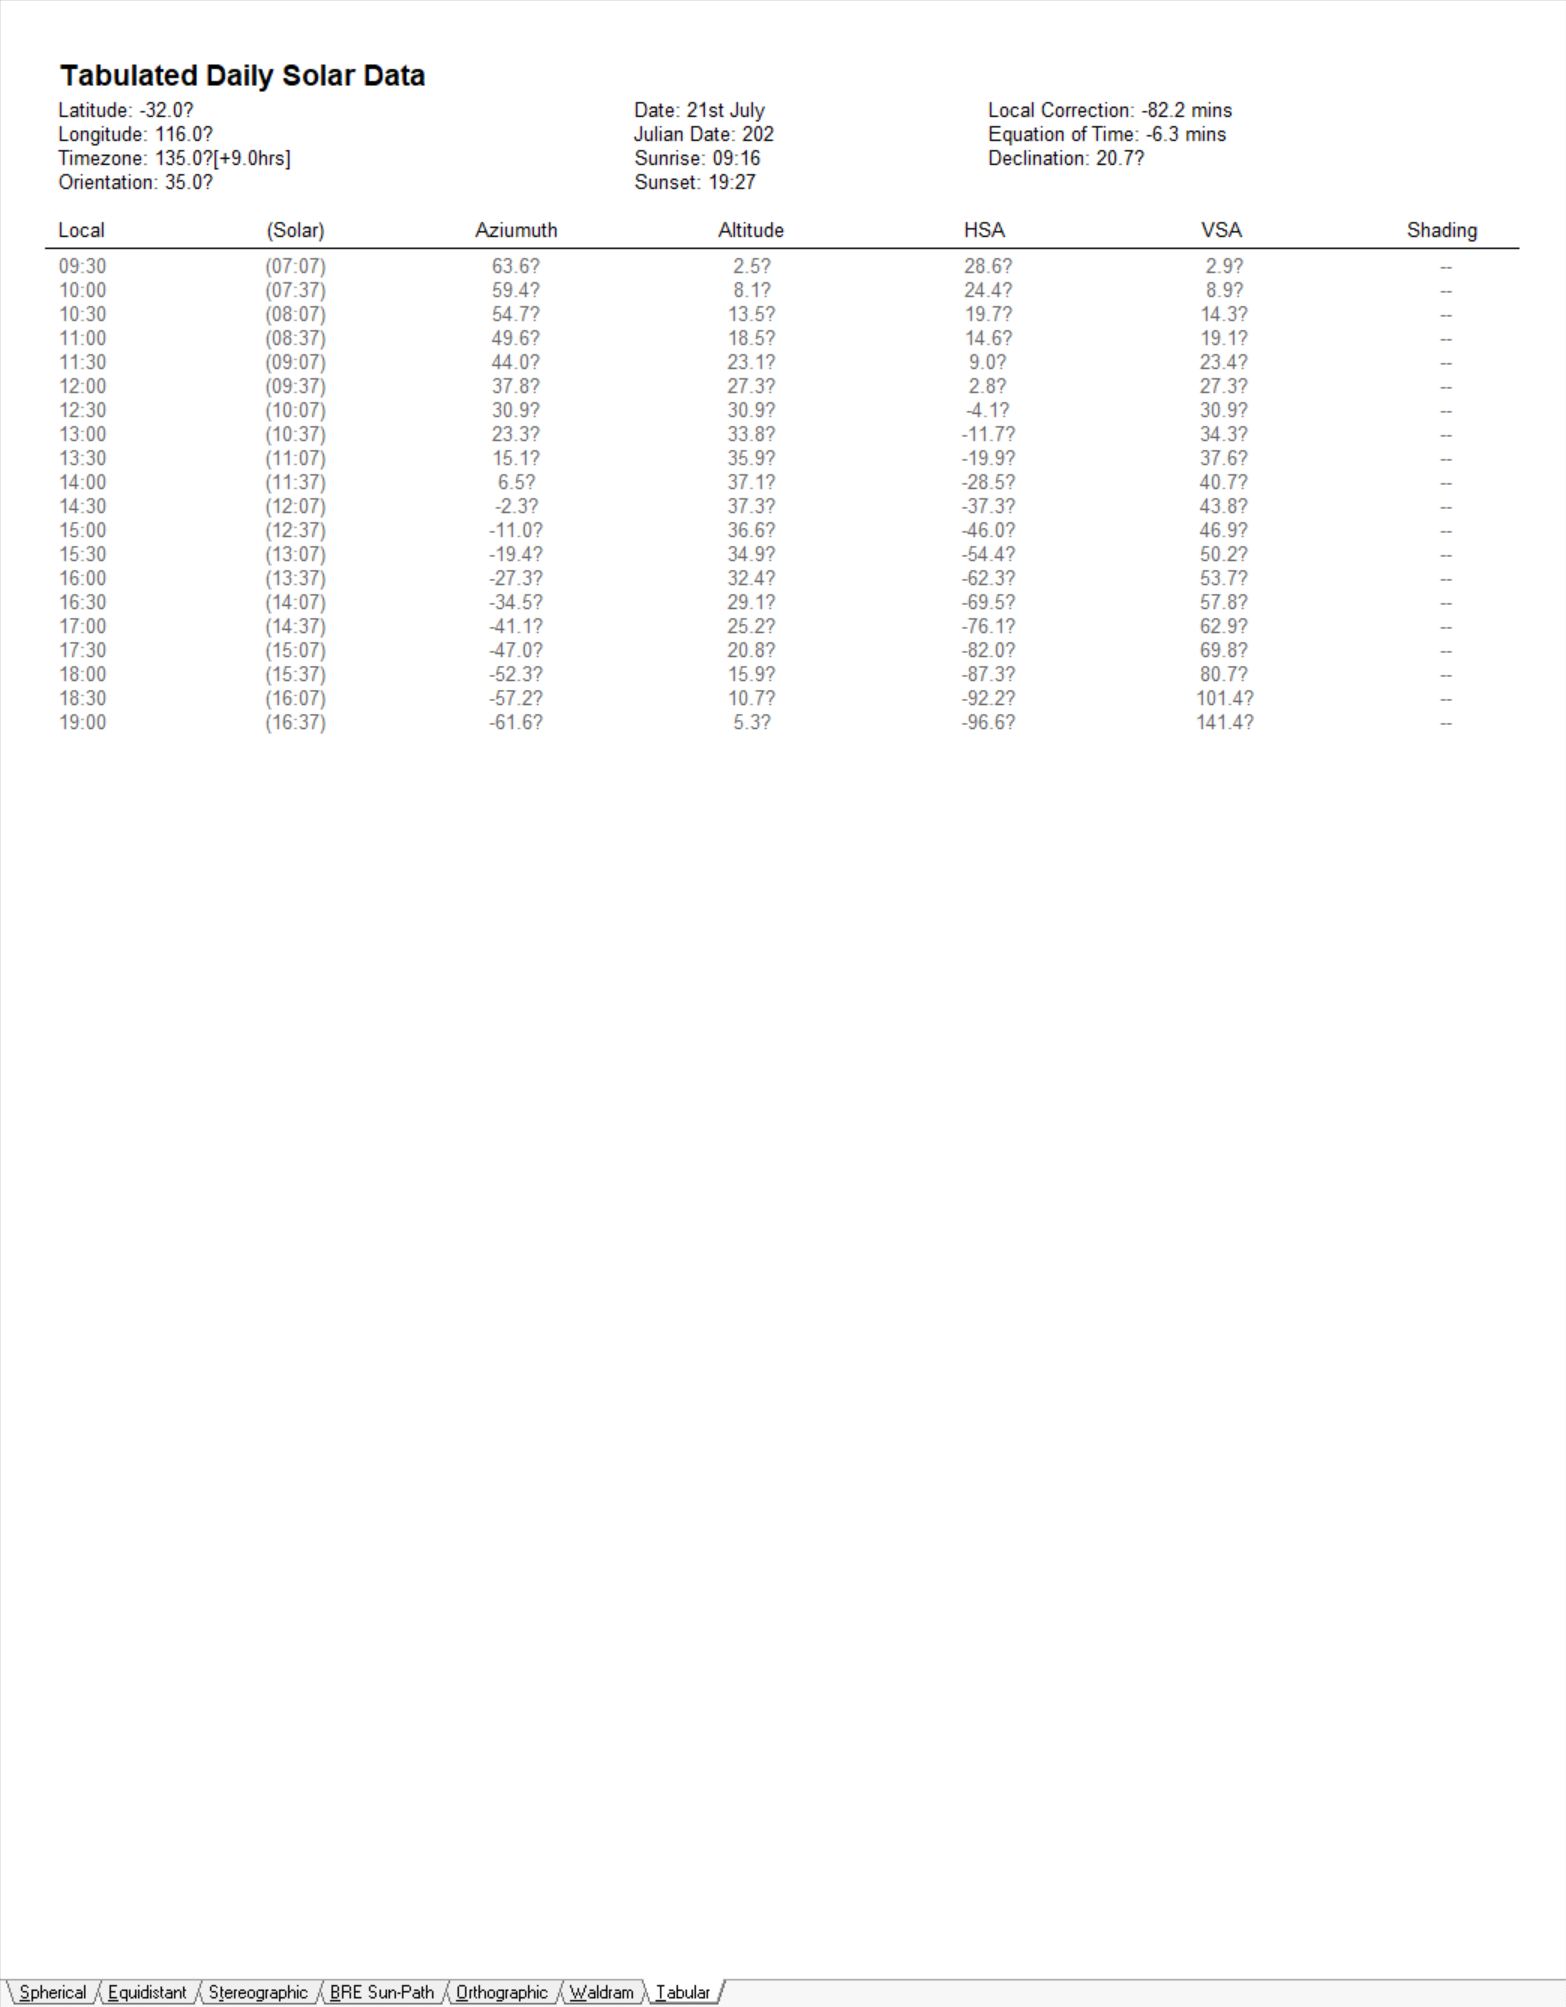 Tabulated Daily Solar Data
Latitude: -32.0? Date: 21st July Local Correction: -82.2 mins
Longitude: 116.0? Julian Date: 202 Equation of Time: -6.3 mins
Timezone: 135.0?[+9.0hrs] Sunrise: 09:16 Declination: 20.7?
Orientation: 35.0? Sunset: 19:27
Local (Solar) Aziumuth Altitude HSA VSA Shading
09:30 (07:07) 63.6? 2.5? 28.6? 2.9? --
10:00 (07:37) 59.4? 8.1? 24.4? 8.9? --
10:30 (08:07) 54.7? 13.5? 19.7? 14.3? --
11:00 (08:37) 49.6? 18.5? 14.6? 19.1? --
11:30 (09:07) 44.0? 23.1? 9.0? 23.4? --
12:00 (09:37) 37.8? 27.3? 2.8? 27.3? --
12:30 (10:07) 30.9? 30.9? -4.1? 30.9? --
13:00 (10:37) 23.3? 33.8? -11.7? 34.3? --
13:30 (11:07) 15.1? 35.9? -19.9? 37.6? --
14:00 (11:37) 6.5? 37.1? -28.5? 40.7? --
14:30 (12:07) -2.3? 37.3? -37.3? 43.8? --
15:00 (12:37) -11.0? 36.6? -46.0? 46.9? --
15:30 (13:07) -19.4? 34.9? -54.4? 50.2? --
16:00 (13:37) -27.3? 32.4? -62.3? 53.7? --
16:30 (14:07) -34.5? 29.1? -69.5? 57.8? --
17:00 (14:37) -41.1? 25.2? -76.1? 62.9? --
17:30 (15:07) -47.0? 20.8? -82.0? 69.8? --
18:00 (15:37) -52.3? 15.9? -87.3? 80.7? --
18:30 (16:07) -57.2? 10.7? -92.2? 101.4? --
19:00 (16:37) -61.6? 5.3? -96.6? 141.4? --
Spherical Equidistant Stereographic BRE Sun-Path Orthographic Waldram Tabular